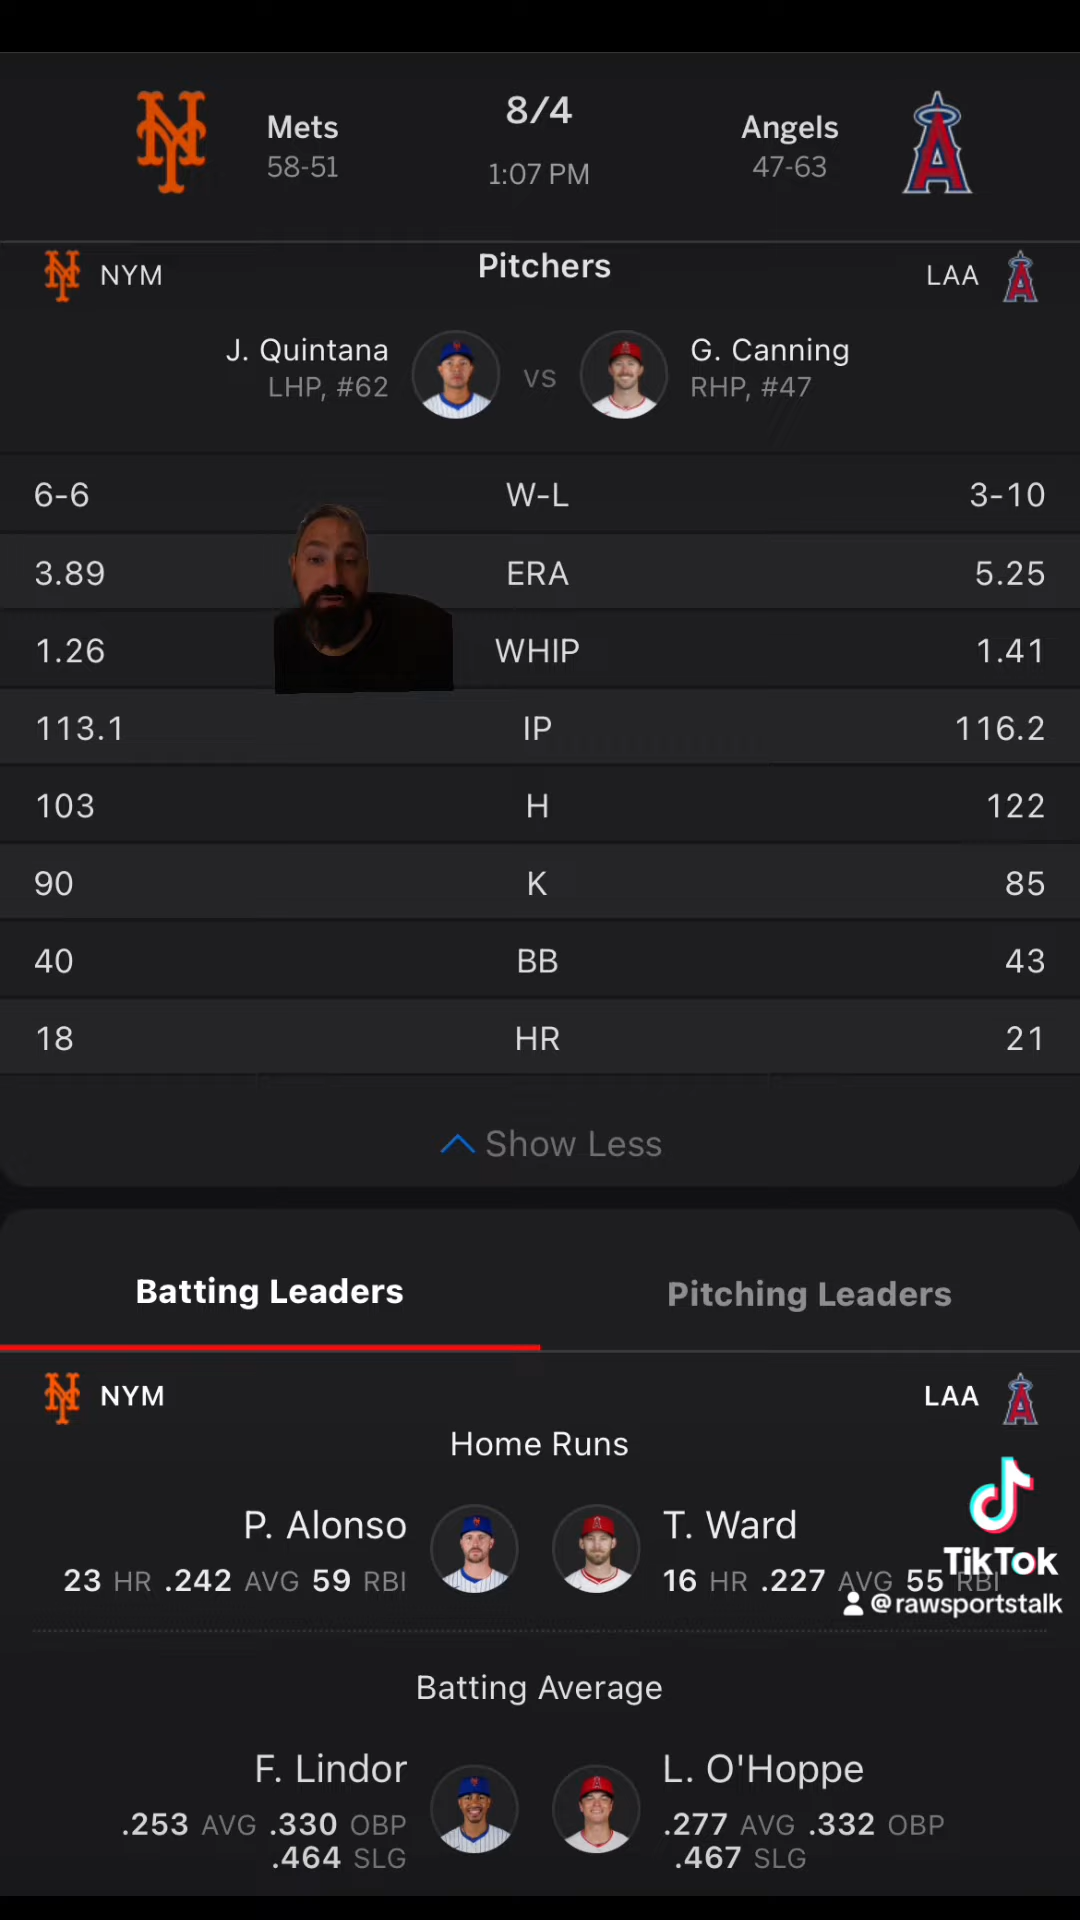 Mets
58-51
8/4
1:07 PM
Angels
47-63
NYM
Pitchers
LAA
J. Quintana
LHP, #62
vs
G. Canning
RHP, #47
6-6 W-L 3-10
3.89 ERA 5.25
1.26 WHIP 1.41
113.1 IP 116.2
103 H 122
90 K 85
40 BB 43
18 HR 21
Show Less
Batting Leaders
Pitching Leaders
NYM
LAA
Home Runs
P. Alonso
23 HR .242 AVG 59 RBI
T. Ward
16 HR .227 AVG 55 RBI
TikTok
@rawsportstalk
Batting Average
F. Lindor
.253 AVG .330 OBP
.464 SLG
L. O'Hoppe
.277 AVG .332 OBP
.467 SLG